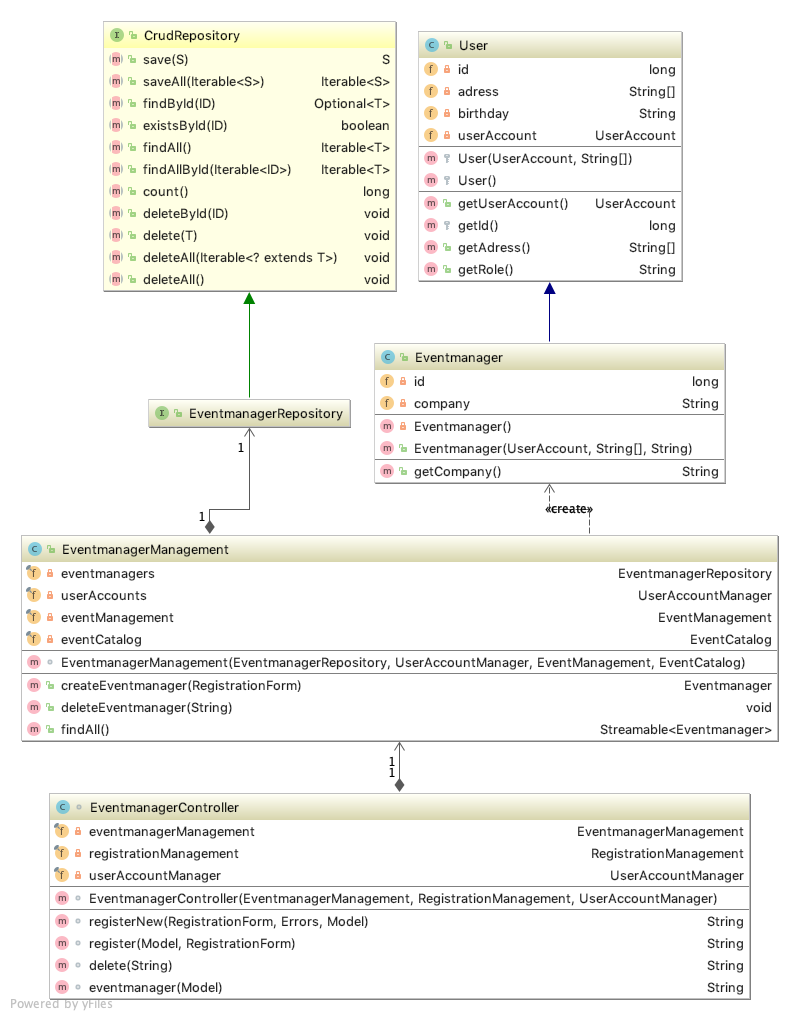 CrudRepository
save(S) S
saveAll(Iterable<S>) Iterable<S>
findById(ID) Optional<T>
existsById(ID) boolean
findAll() Iterable<T>
findAllById(Iterable<ID>) Iterable<T>
count() long
deleteById(ID) void
delete(T) void
deleteAll(Iterable<? extends T>) void
deleteAll() void
User
id long
adress String[]
birthday String
userAccount UserAccount
User(UserAccount, String[])
User()
getUserAccount() UserAccount
getId() long
getAdress() String[]
getRole() String
EventmanagerRepository
Eventmanager
id long
company String
Eventmanager()
Eventmanager(UserAccount, String[], String)
getCompany() String
1
1
«create»
EventmanagerManagement
eventmanagers EventmanagerRepository
userAccounts UserAccountManager
eventManagement EventManagement
eventCatalog EventCatalog
EventmanagerManagement(EventmanagerRepository, UserAccountManager, EventManagement, EventCatalog)
createEventmanager(RegistrationForm) Eventmanager
deleteEventmanager(String) void
findAll() Streamable<Eventmanager>
1
1
EventmanagerController
eventmanagerManagement EventmanagerManagement
registrationManagement RegistrationManagement
userAccountManager UserAccountManager
EventmanagerController(EventmanagerManagement, RegistrationManagement, UserAccountManager)
registerNew(RegistrationForm, Errors, Model) String
register(Model, RegistrationForm) String
delete(String) String
eventmanager(Model) String
Powered by yFiles